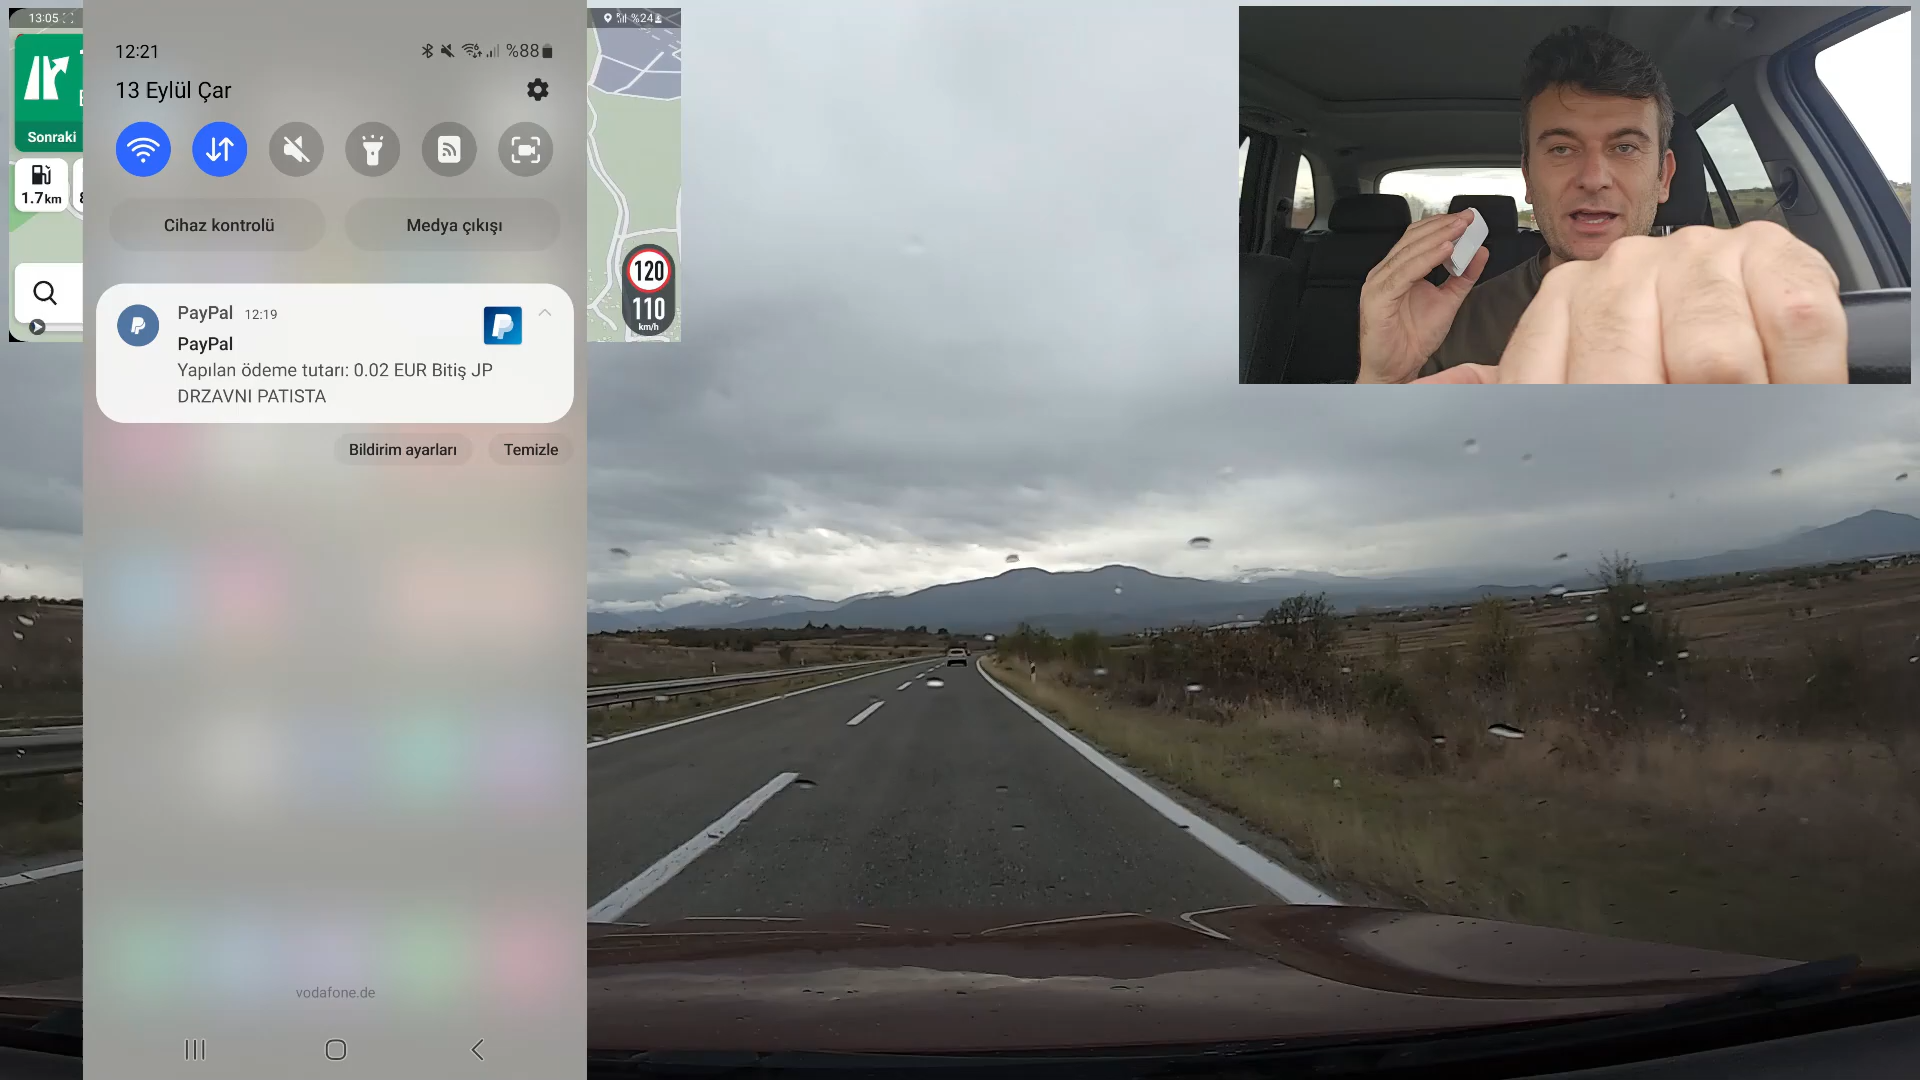 13:05
%24
Sonraki
1.7km
12:21
%88
13 Eylül Çar
Cihaz kontrolü
Medya çıkışı
PayPal 12:19
PayPal
Yapılan ödeme tutarı: 0.02 EUR Bitiş JP
DRZAVNI PATISTA
Bildirim ayarları
Temizle
vodafone.de
120
110
km/h